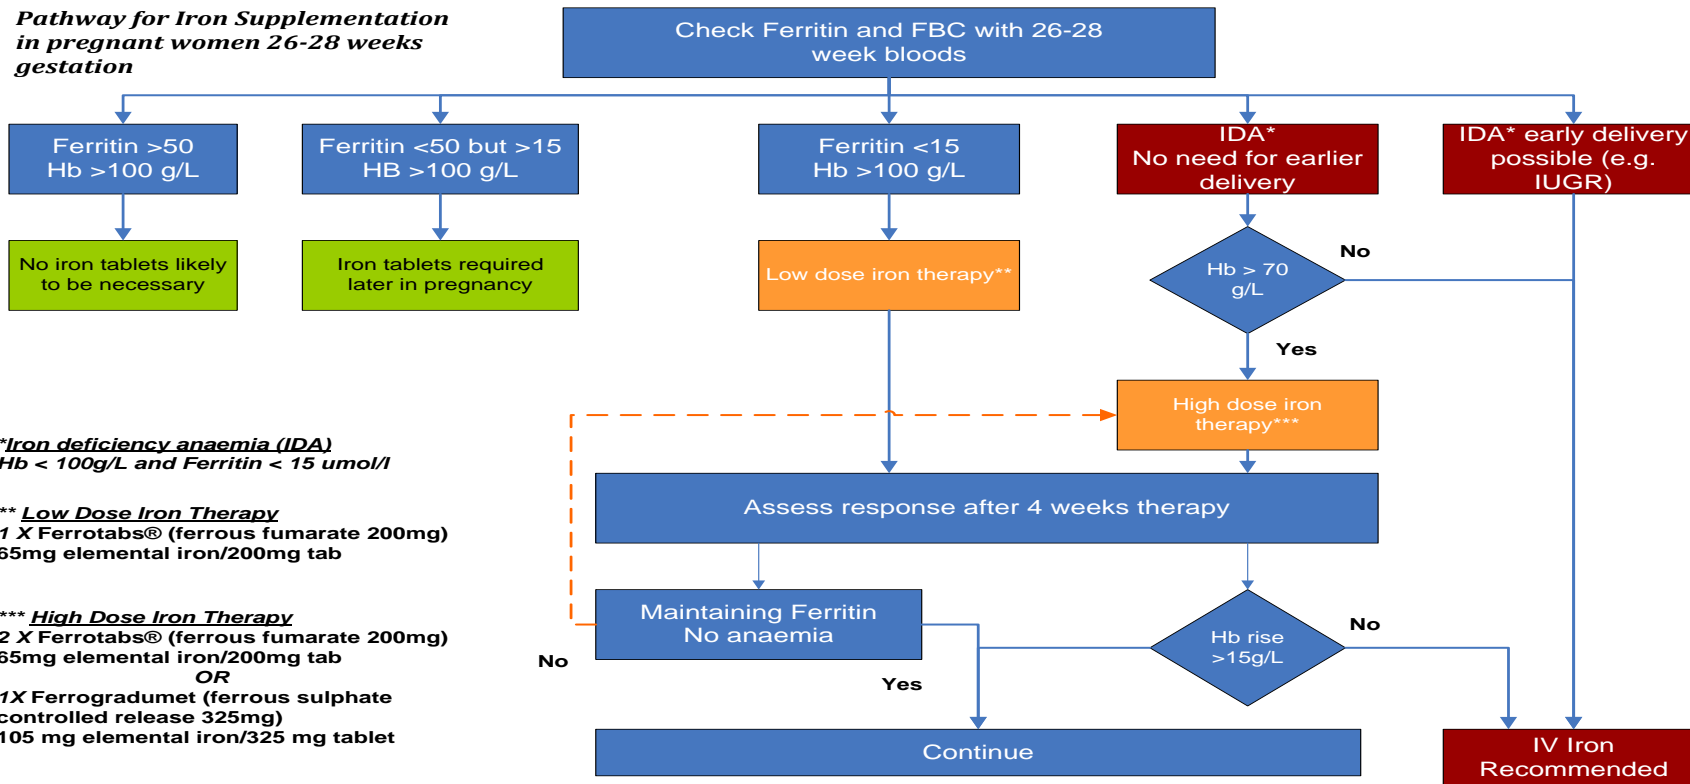 Pathway for Iron Supplementation
in pregnant women 26-28 weeks
gestation
Check Ferritin and FBC with 26-28
week bloods
Ferritin >50
Hb >100 g/L
Ferritin <50 but >15
HB >100 g/L
Ferritin <15
Hb >100 g/L
IDA*
No need for earlier
delivery
IDA* early delivery
possible (e.g.
IUGR)
No iron tablets likely
to be necessary
Iron tablets required
later in pregnancy
Low dose iron therapy**
Hb > 70
g/L
No
Yes
High dose iron
therapy***
*Iron deficiency anaemia (IDA)
Hb < 100g/L and Ferritin < 15 umol/l
** Low Dose Iron Therapy
1 X Ferrotabs® (ferrous fumarate 200mg)
65mg elemental iron/200mg tab
*** High Dose Iron Therapy
2 X Ferrotabs® (ferrous fumarate 200mg)
65mg elemental iron/200mg tab
OR
1X Ferrogradumet (ferrous sulphate
controlled release 325mg)
105 mg elemental iron/325 mg tablet
Assess response after 4 weeks therapy
Maintaining Ferritin
No anaemia
No
Yes
Hb rise
>15g/L
No
Continue
IV Iron
Recommended